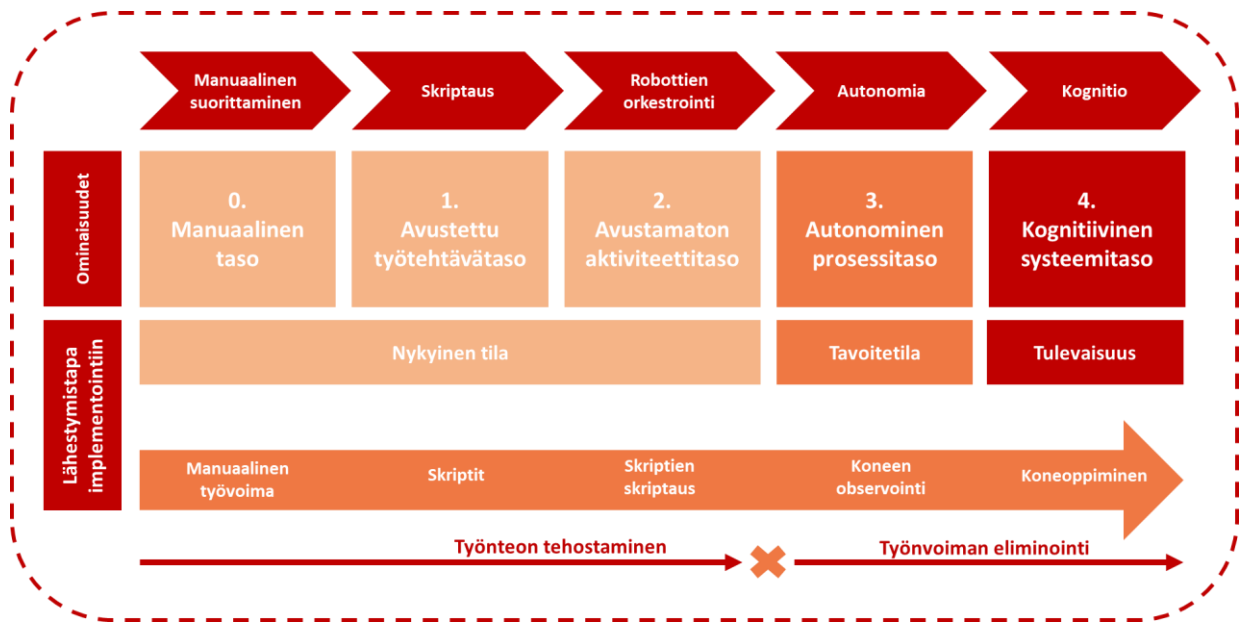 Manuaalinen
suorittaminen
Skriptaus
Robottien
orkestrointi
Autonomia
Kognitio
Ominaisuudet
0.
Manuaalinen
taso
1.
Avustettu
työtehtävätaso
2.
Avustamaton
aktiviteettitaso
3.
Autonominen
prosessitaso
4.
Kognitiivinen
systeemitaso
Lähestymistapa
implementointiin
Nykyinen tila
Tavoitetila
Tulevaisuus
Manuaalinen
työvoima
Skriptit
Skriptien
skriptaus
Koneen
observointi
Koneoppiminen
Työnteon tehostaminen
Työnvoiman eliminointi